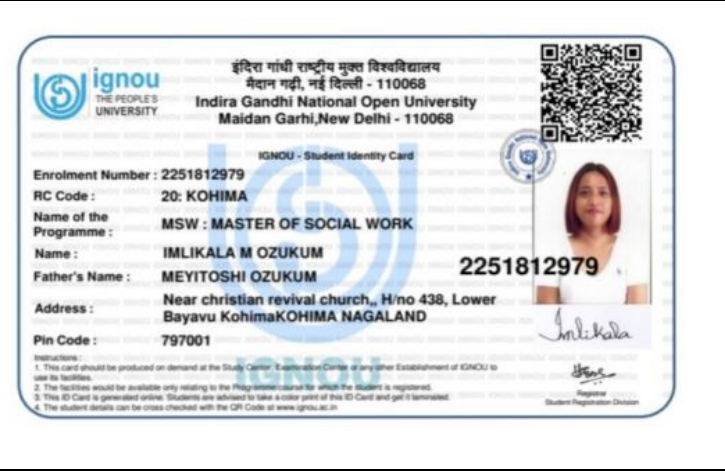 ignou
THE PEOPLE'S
UNIVERSITY
इंदिरा गांधी राष्ट्रीय मुक्त विश्वविद्यालय
मैदान गढ़ी, नई दिल्ली - 110068
Indira Gandhi National Open University
Maidan Garhi,New Delhi - 110068
IGNOU - Student Identity Card
Enrolment Number : 2251812979
RC Code : 20: KOHIMA
Name of the
Programme : MSW : MASTER OF SOCIAL WORK
Name : IMLIKALA M OZUKUM
Father's Name : MEYITOSHI OZUKUM
2251812979
Address : Near christian revival church,, H/no 438, Lower
Bayavu KohimaKOHIMA NAGALAND
Pin Code : 797001
Imlikala
Instructions :
1. This card should be produced on demand at the Study Center, Examination Center or any other Establishment of IGNOU to
use its facilities.
2. The facilities would be available only relating to the Programme/course for which the student is registered.
3. This ID Card is generated online. Students are advised to take a color print of this ID Card and get it laminated.
4. The student details can be cross checked with the QR Code at www.ignou.ac.in
Registrar
Student Registration Division
IGNOU